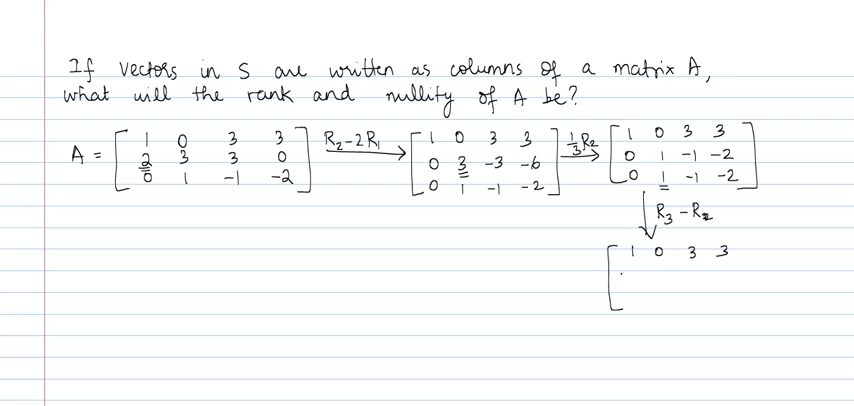 If vectors in S are written as columns of a matrix A,
what will the rank and nullity of A be?
A = [ 1 0 3 3 ; 2 3 3 0 ; 0 1 -1 -2 ] R2 - 2R1 → [ 1 0 3 3 ; 0 3 -3 -6 ; 0 1 -1 -2 ] 1/3 R2 → [ 1 0 3 3 ; 0 1 -1 -2 ; 0 1 -1 -2 ]
↓ R3 - R2
[ 1 0 3 3